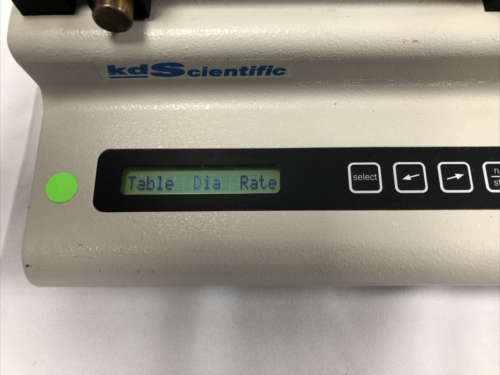 kdScientific
Table Dia Rate
select